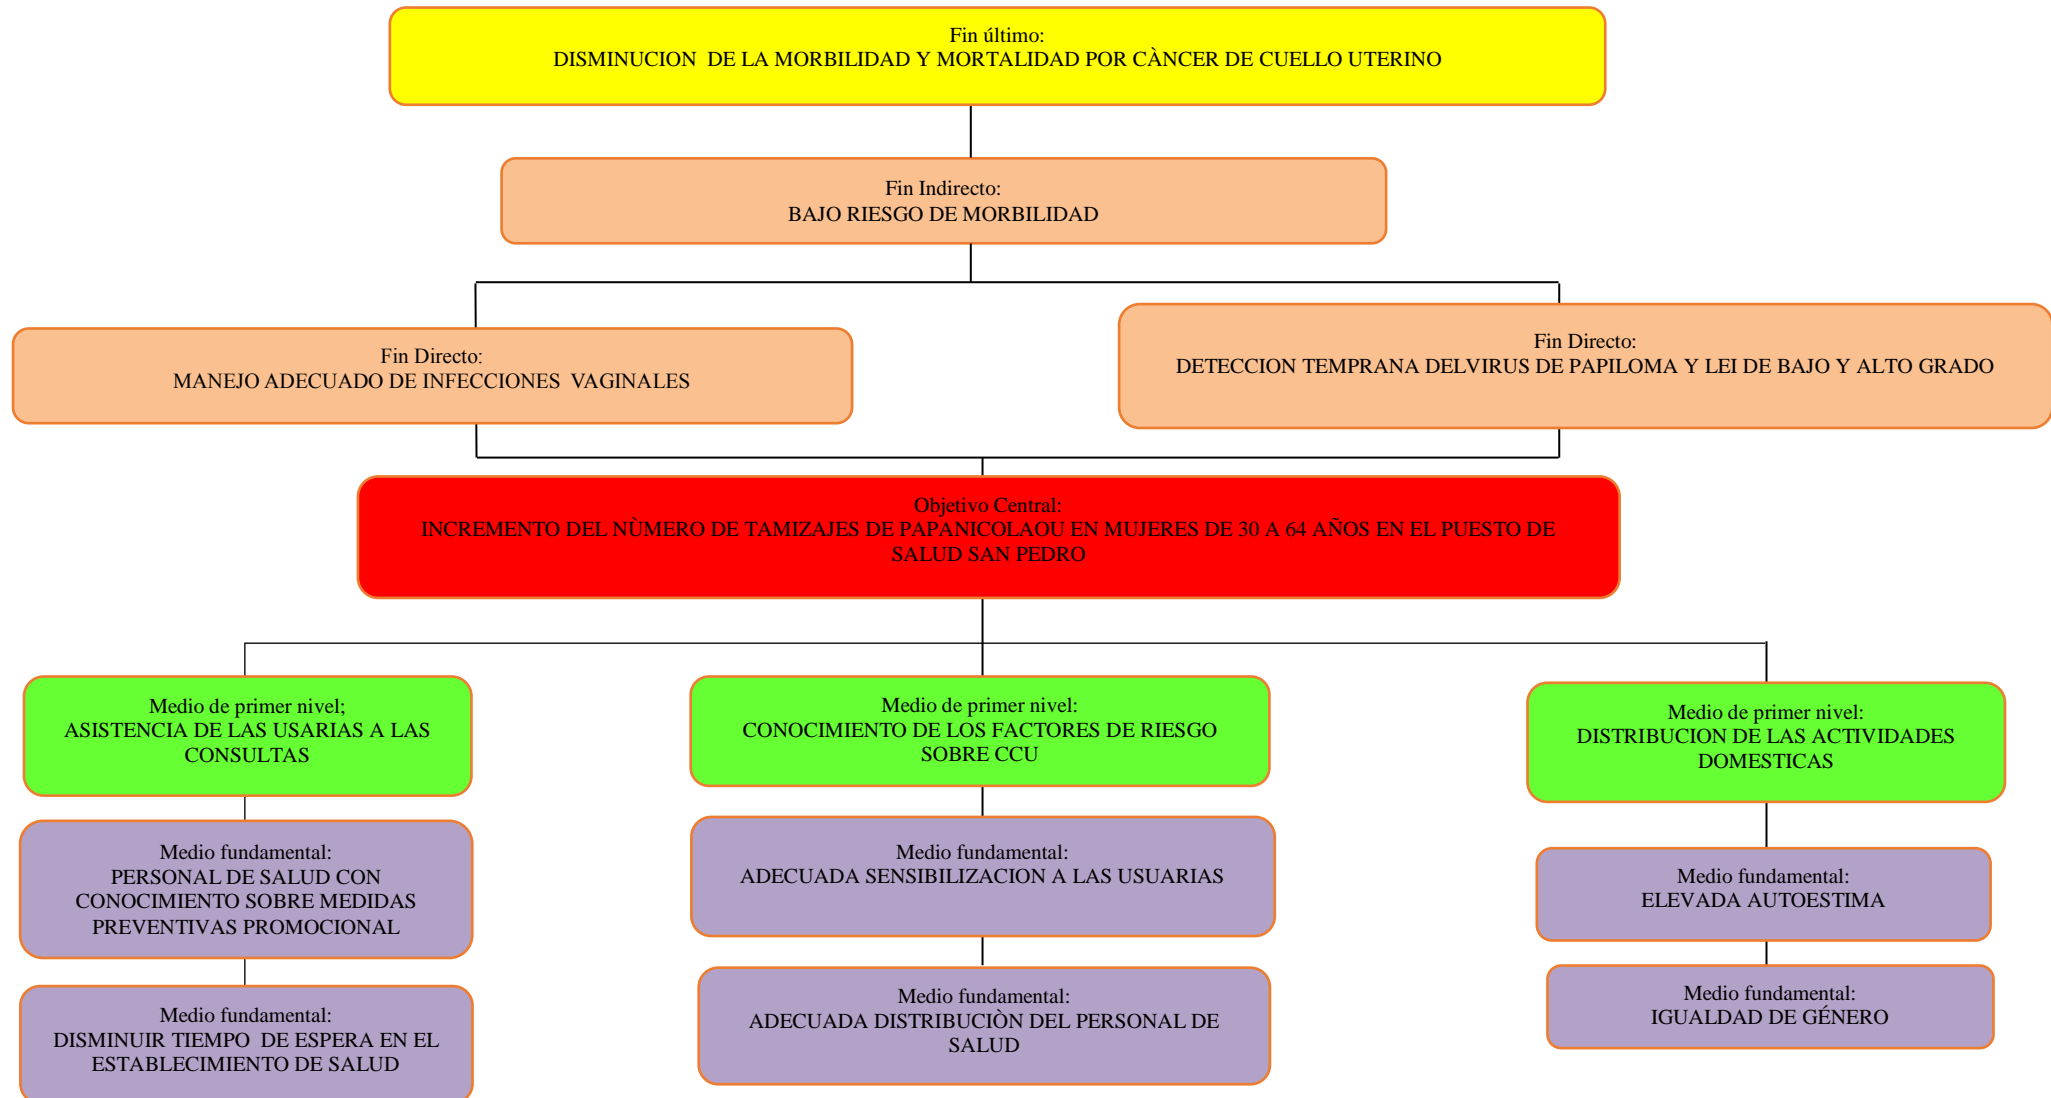 Fin último:
DISMINUCION DE LA MORBILIDAD Y MORTALIDAD POR CÀNCER DE CUELLO UTERINO
Fin Indirecto:
BAJO RIESGO DE MORBILIDAD
Fin Directo:
MANEJO ADECUADO DE INFECCIONES VAGINALES
Fin Directo:
DETECCION TEMPRANA DELVIRUS DE PAPILOMA Y LEI DE BAJO Y ALTO GRADO
Objetivo Central:
INCREMENTO DEL NÙMERO DE TAMIZAJES DE PAPANICOLAOU EN MUJERES DE 30 A 64 AÑOS EN EL PUESTO DE
SALUD SAN PEDRO
Medio de primer nivel;
ASISTENCIA DE LAS USARIAS A LAS
CONSULTAS
Medio de primer nivel:
CONOCIMIENTO DE LOS FACTORES DE RIESGO
SOBRE CCU
Medio de primer nivel:
DISTRIBUCION DE LAS ACTIVIDADES
DOMESTICAS
Medio fundamental:
PERSONAL DE SALUD CON
CONOCIMIENTO SOBRE MEDIDAS
PREVENTIVAS PROMOCIONAL
Medio fundamental:
ADECUADA SENSIBILIZACION A LAS USUARIAS
Medio fundamental:
ELEVADA AUTOESTIMA
Medio fundamental:
DISMINUIR TIEMPO DE ESPERA EN EL
ESTABLECIMIENTO DE SALUD
Medio fundamental:
ADECUADA DISTRIBUCIÒN DEL PERSONAL DE
SALUD
Medio fundamental:
IGUALDAD DE GÉNERO